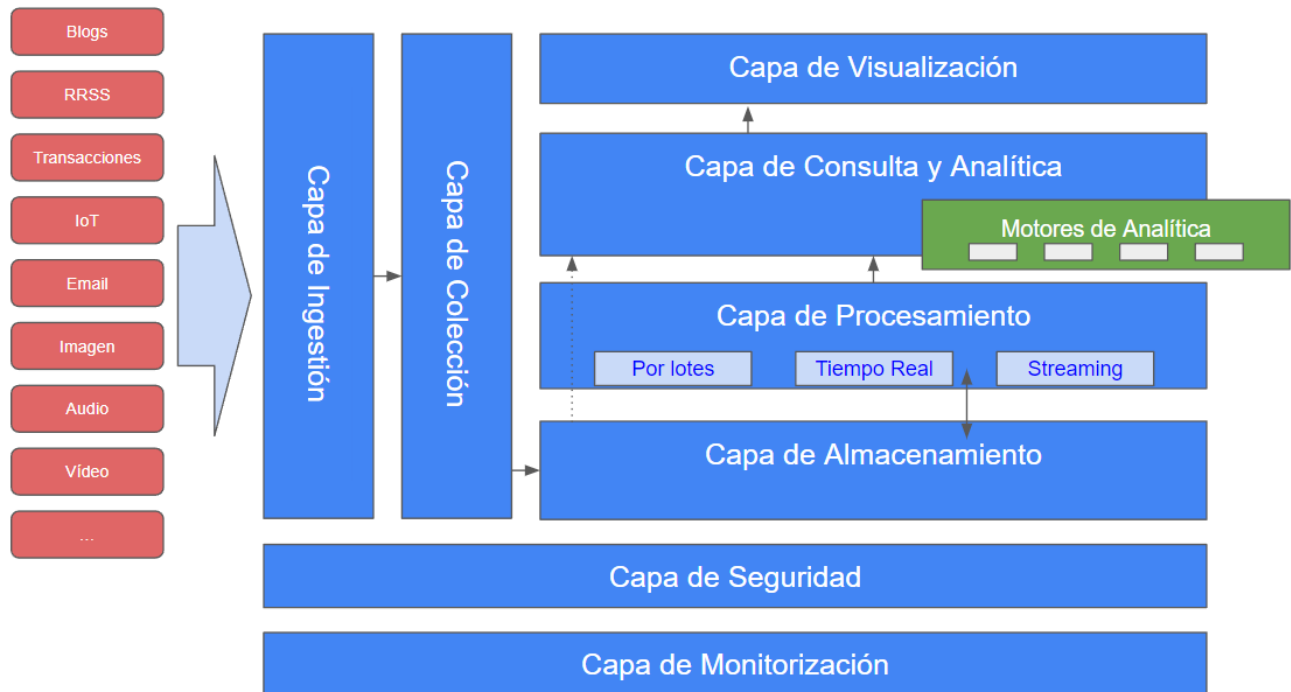 Blogs
RRSS
Transacciones
IoT
Email
Imagen
Audio
Vídeo
...
Capa de Ingestión
Capa de Colección
Capa de Visualización
Capa de Consulta y Analítica
Motores de Analítica
Capa de Procesamiento
Por lotes
Tiempo Real
Streaming
Capa de Almacenamiento
Capa de Seguridad
Capa de Monitorización